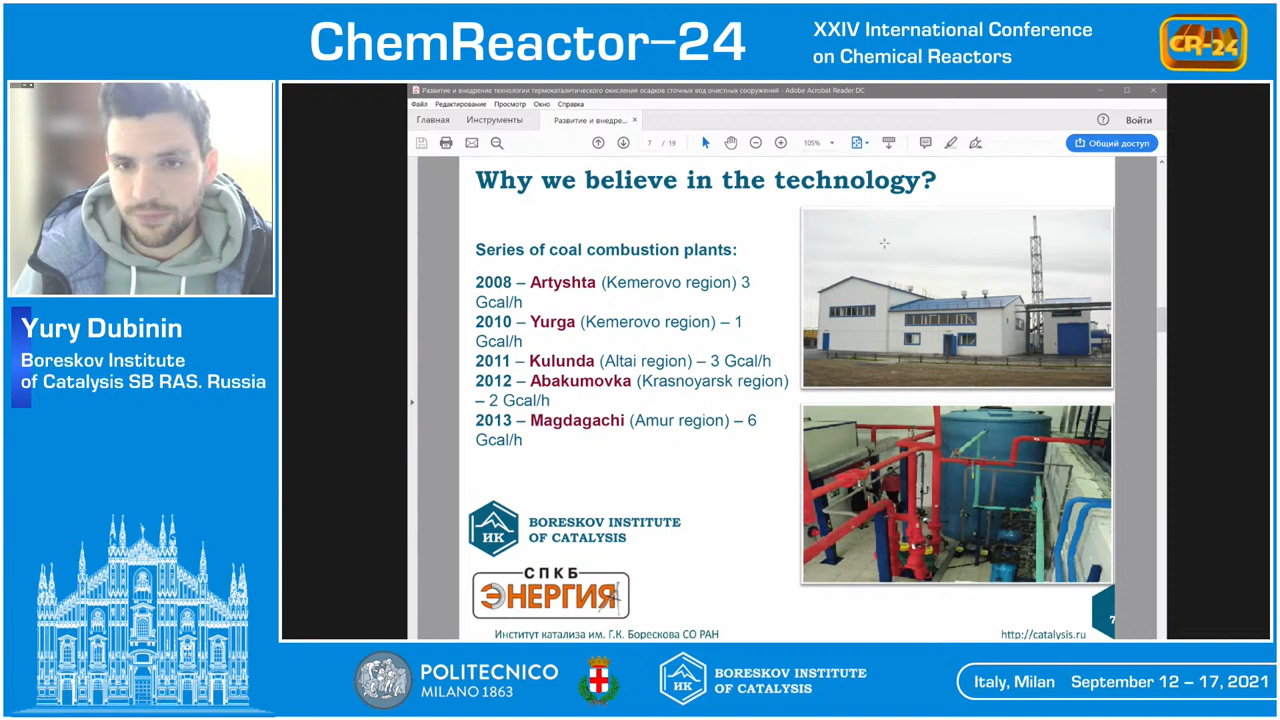 ChemReactor–24
XXIV International Conference
on Chemical Reactors
CR-24
Развитие и внедрение технологии термокаталитического окисления осадков сточных вод очистных сооружений - Adobe Acrobat Reader DC
Файл Редактирование Просмотр Окно Справка
Главная Инструменты Развитие и внедре... ×
Войти
7 / 19
105%
Общий доступ
Why we believe in the technology?
Series of coal combustion plants:
2008 – Artyshta (Kemerovo region) 3
Gcal/h
2010 – Yurga (Kemerovo region) – 1
Gcal/h
2011 – Kulunda (Altai region) – 3 Gcal/h
2012 – Abakumovka (Krasnoyarsk region)
– 2 Gcal/h
2013 – Magdagachi (Amur region) – 6
Gcal/h
ИК
BORESKOV INSTITUTE
OF CATALYSIS
СПКБ
ЭНЕРГИЯ
Институт катализа им. Г.К. Борескова СО РАН
http://catalysis.ru
7
Yury Dubinin
Boreskov Institute
of Catalysis SB RAS. Russia
POLITECNICO
MILANO 1863
ИК
BORESKOV INSTITUTE
OF CATALYSIS
Italy, Milan September 12 – 17, 2021